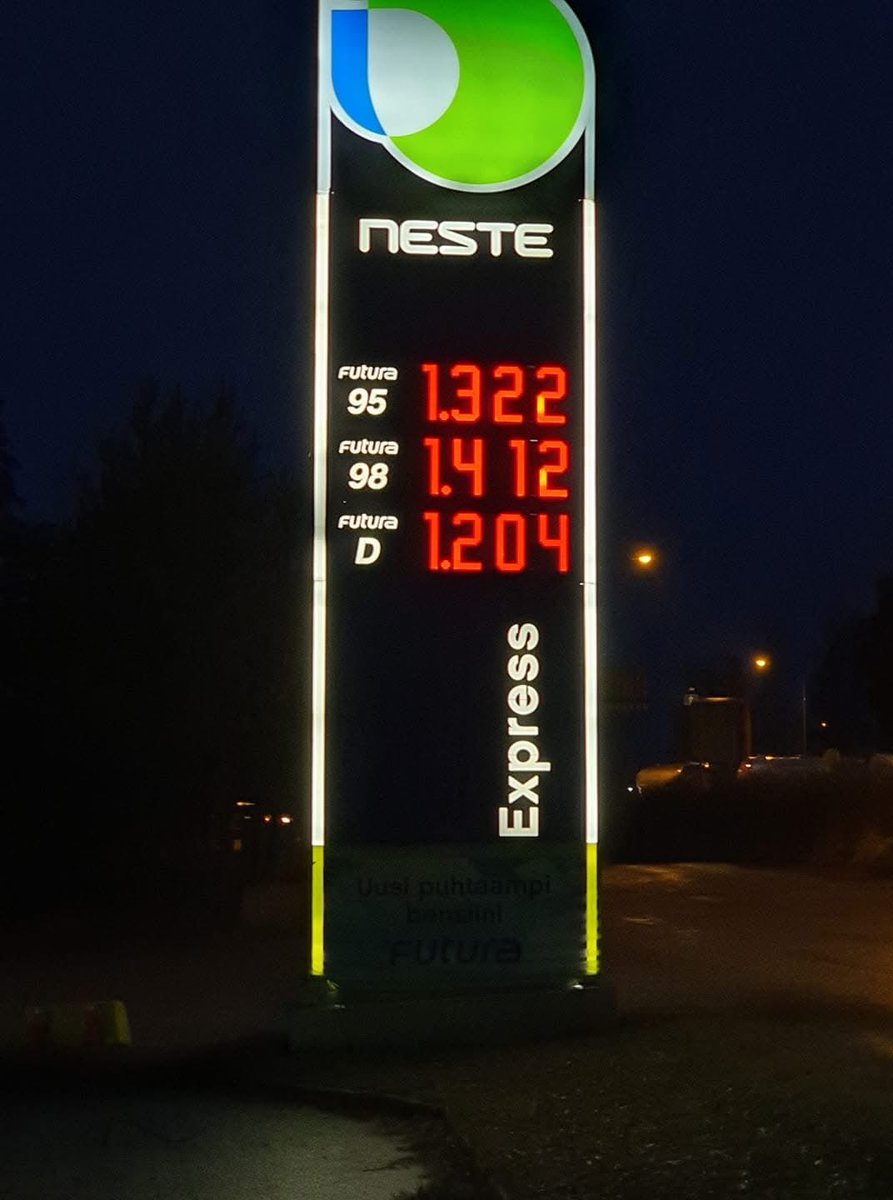 NESTE
Futura
95 1.322
Futura
98 1.412
Futura
D 1.204
Express
Uusi puhtaampi
bensiini
Futura